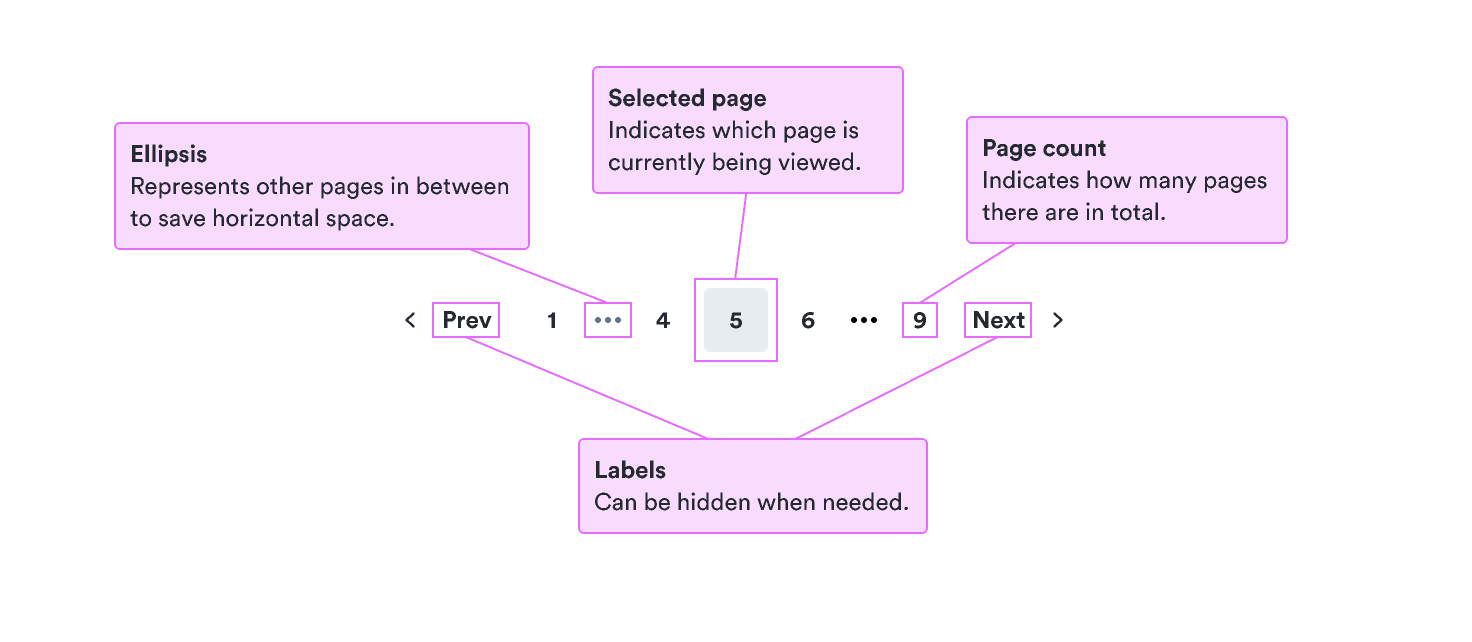 Selected page
Indicates which page is
currently being viewed.
Ellipsis
Represents other pages in between
to save horizontal space.
Page count
Indicates how many pages
there are in total.
< Prev 1 ••• 4 5 6 ••• 9 Next >
Labels
Can be hidden when needed.